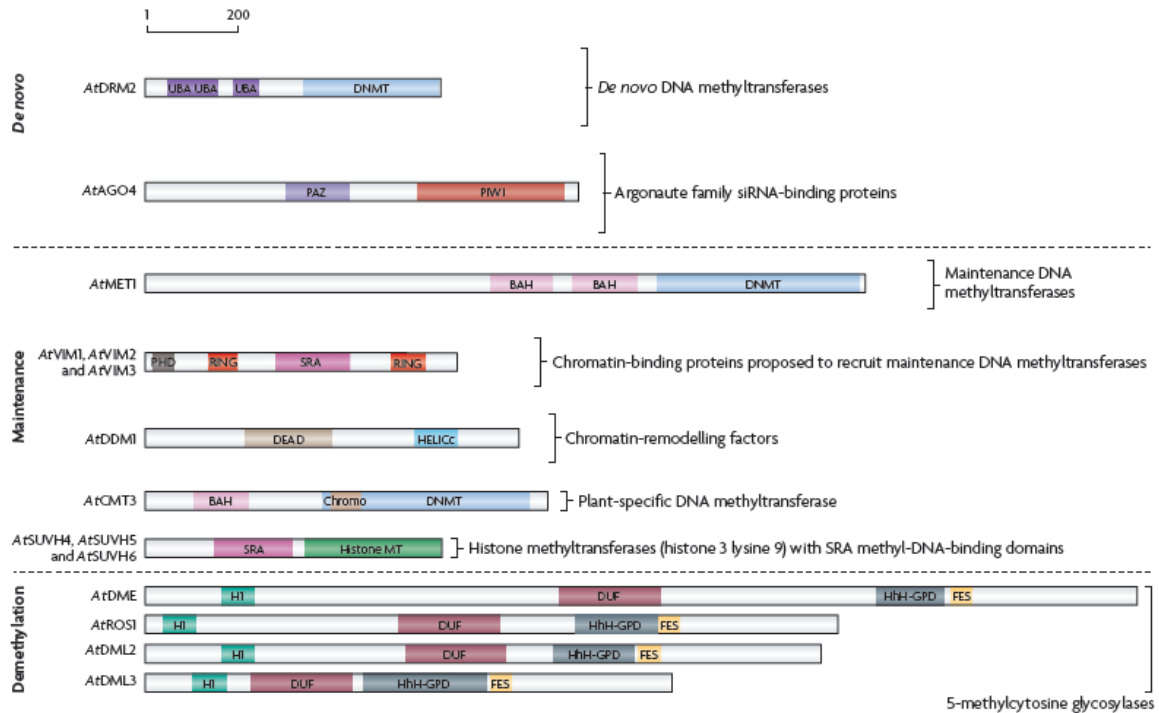 1 200
De novo
AtDRM2 UBA UBA UBA DNMT De novo DNA methyltransferases
AtAGO4 PAZ PIWI Argonaute family siRNA-binding proteins
Maintenance
AtMET1 BAH BAH DNMT Maintenance DNA
methyltransferases
AtVIM1, AtVIM2
and AtVIM3 PHD RING SRA RING Chromatin-binding proteins proposed to recruit maintenance DNA methyltransferases
AtDDM1 DEAD HELICc Chromatin-remodelling factors
AtCMT3 BAH Chromo DNMT Plant-specific DNA methyltransferase
AtSUVH4, AtSUVH5
and AtSUVH6 SRA Histone MT Histone methyltransferases (histone 3 lysine 9) with SRA methyl-DNA-binding domains
Demethylation
AtDME H1 DUF HhH-GPD FES
AtROS1 H1 DUF HhH-GPD FES
AtDML2 H1 DUF HhH-GPD FES
AtDML3 H1 DUF HhH-GPD FES
5-methylcytosine glycosylases